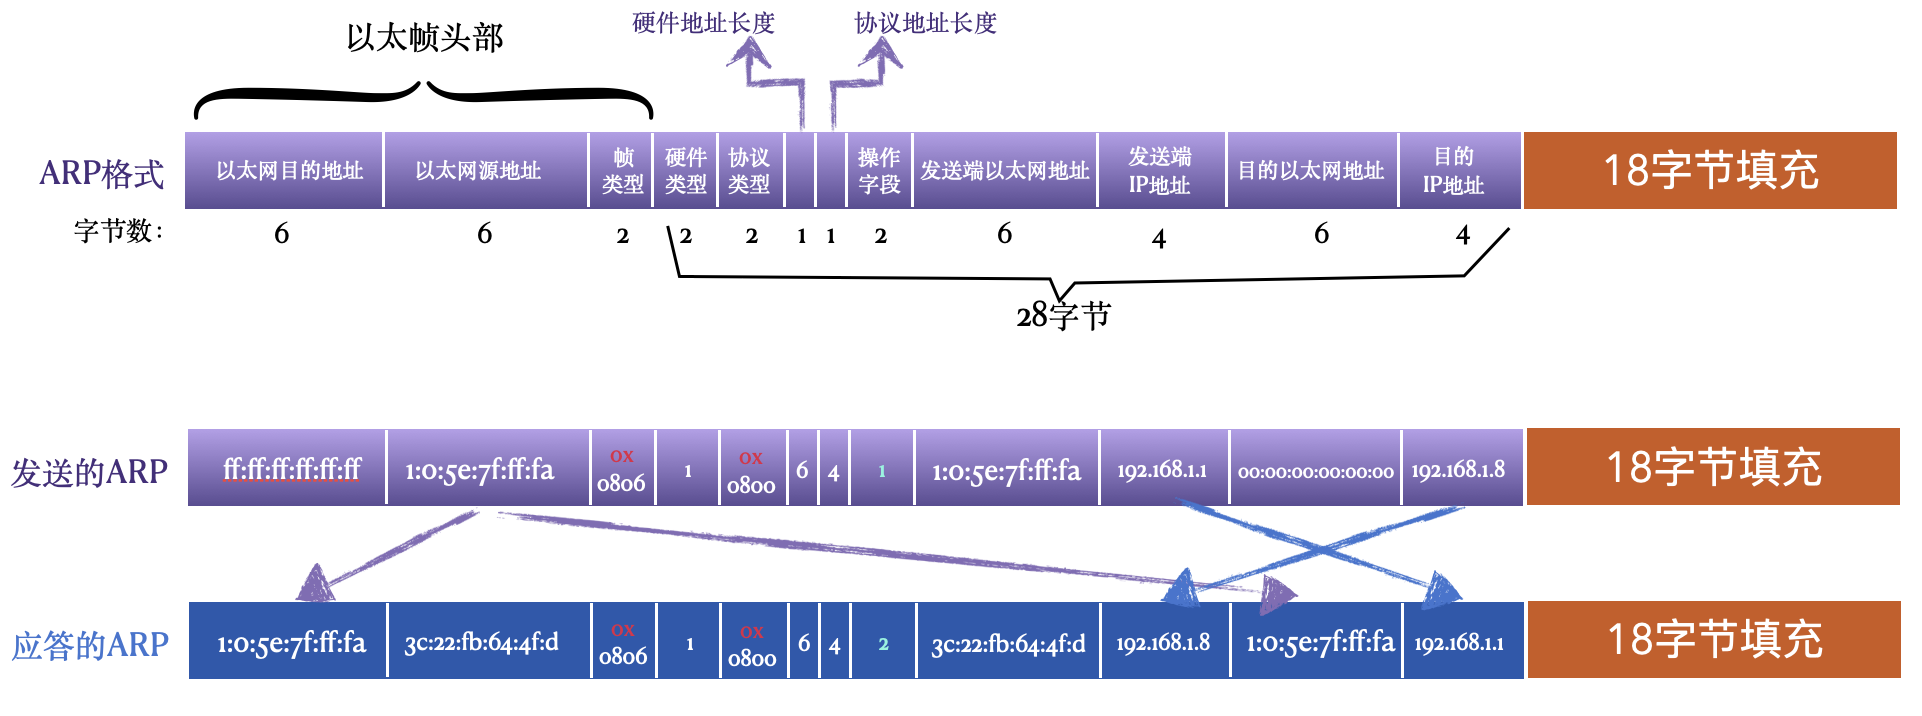 硬件地址长度
协议地址长度
以太帧头部
ARP格式
以太网目的地址
以太网源地址
帧
类型
硬件
类型
协议
类型
操作
字段
发送端以太网地址
发送端
IP地址
目的以太网地址
目的
IP地址
18字节填充
字节数：
6
6
2
2
2
1
1
2
6
4
6
4
28字节
发送的ARP
ff:ff:ff:ff:ff:ff
1:0:5e:7f:ff:fa
0X
0806
1
0X
0800
6
4
1
1:0:5e:7f:ff:fa
192.168.1.1
00:00:00:00:00:00
192.168.1.8
18字节填充
应答的ARP
1:0:5e:7f:ff:fa
3c:22:fb:64:4f:d
0X
0806
1
0X
0800
6
4
2
3c:22:fb:64:4f:d
192.168.1.8
1:0:5e:7f:ff:fa
192.168.1.1
18字节填充